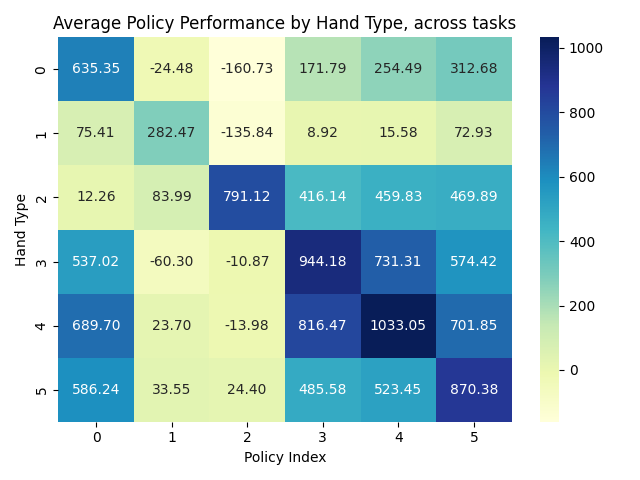 Average Policy Performance by Hand Type, across tasks
0 635.35 -24.48 -160.73 171.79 254.49 312.68
1 75.41 282.47 -135.84 8.92 15.58 72.93
2 12.26 83.99 791.12 416.14 459.83 469.89
3 537.02 -60.30 -10.87 944.18 731.31 574.42
4 689.70 23.70 -13.98 816.47 1033.05 701.85
5 586.24 33.55 24.40 485.58 523.45 870.38
0 1 2 3 4 5
Policy Index
Hand Type
1000
800
600
400
200
0